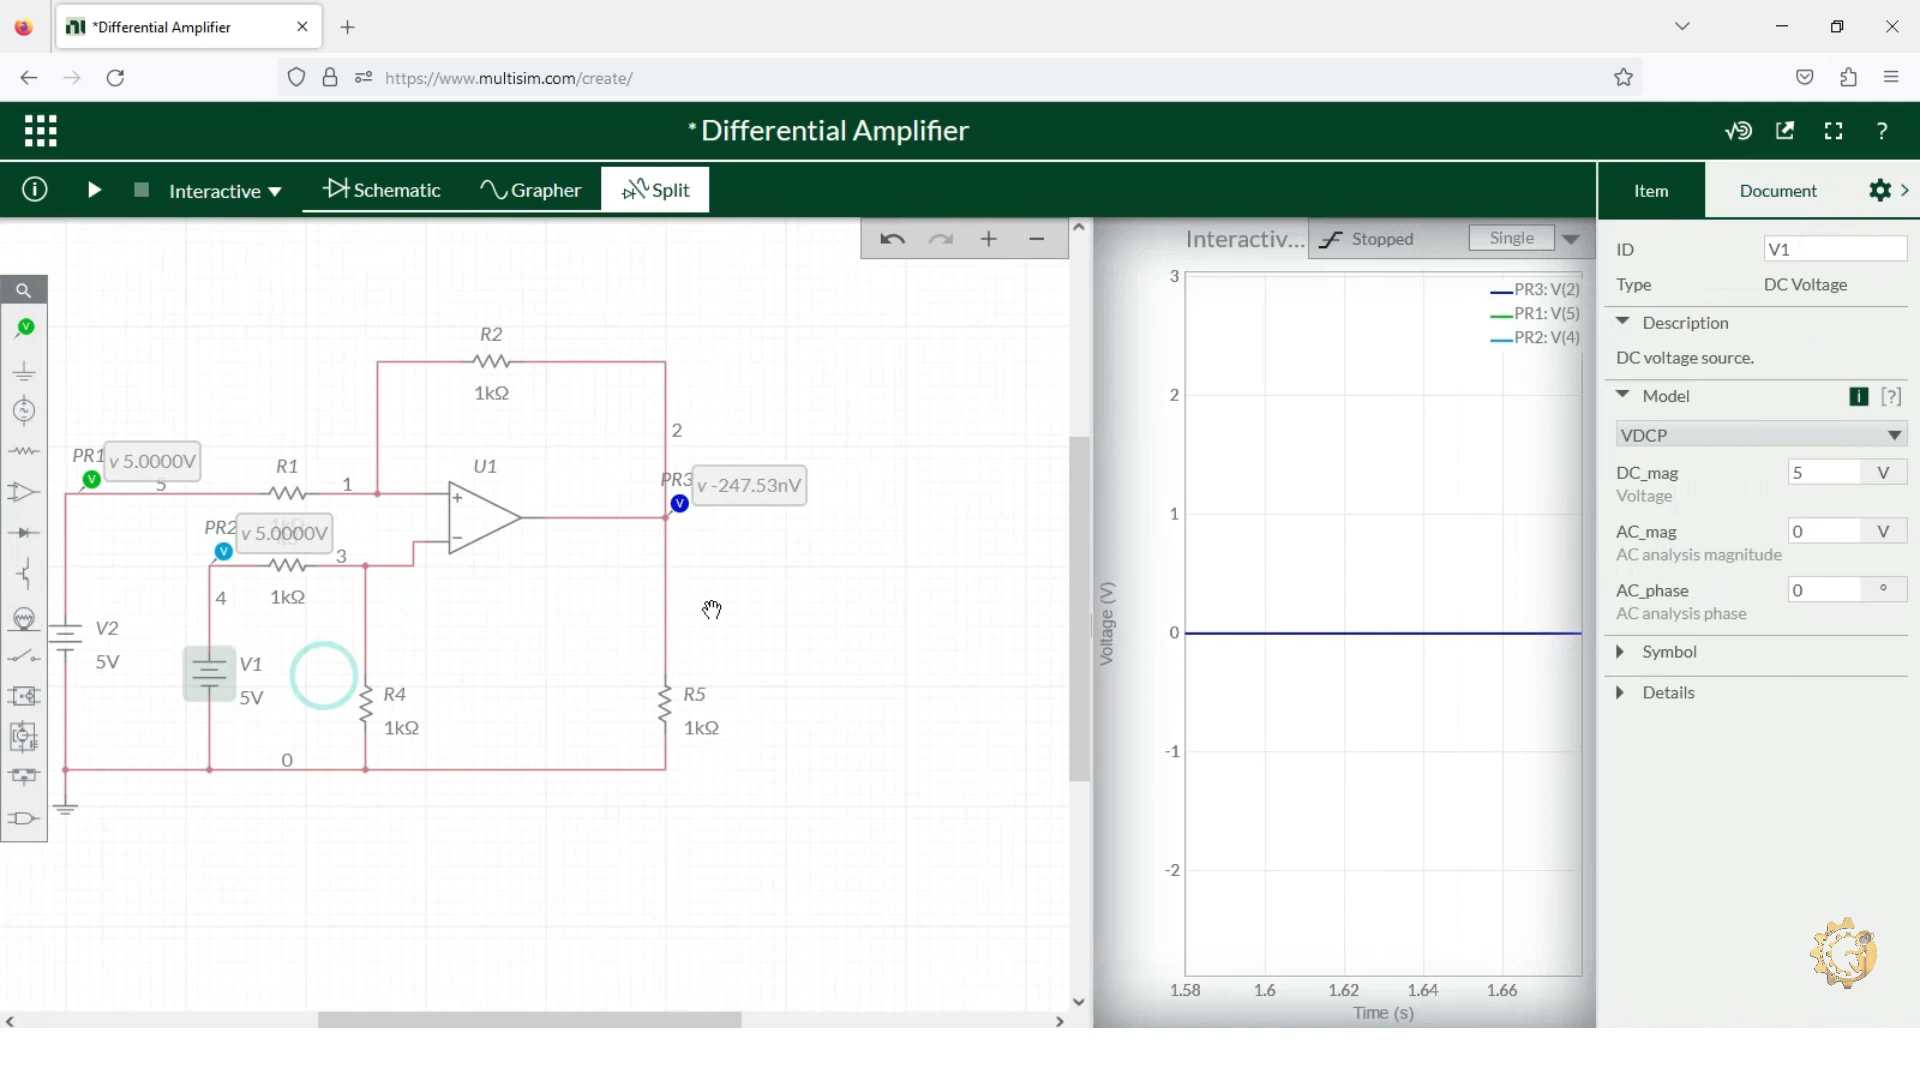 *Differential Amplifier
https://www.multisim.com/create/
* Differential Amplifier
?
Interactive
Schematic
Grapher
Split
Item
Document
Interactiv...
Stopped
Single
ID
V1
Type
DC Voltage
Description
DC voltage source.
Model
i
[?]
VDCP
DC_mag
5
V
Voltage
AC_mag
0
V
AC analysis magnitude
AC_phase
0
°
AC analysis phase
Symbol
Details
R2
1kΩ
2
PR1
V
v 5.0000V
5
R1
1
U1
+
−
PR3
V
v -247.53nV
PR2
V
v 5.0000V
3
4
1kΩ
V2
5V
V1
5V
R4
1kΩ
R5
1kΩ
0
3
2
1
0
-1
-2
PR3: V(2)
PR1: V(5)
PR2: V(4)
Voltage (V)
1.58
1.6
1.62
1.64
1.66
Time (s)